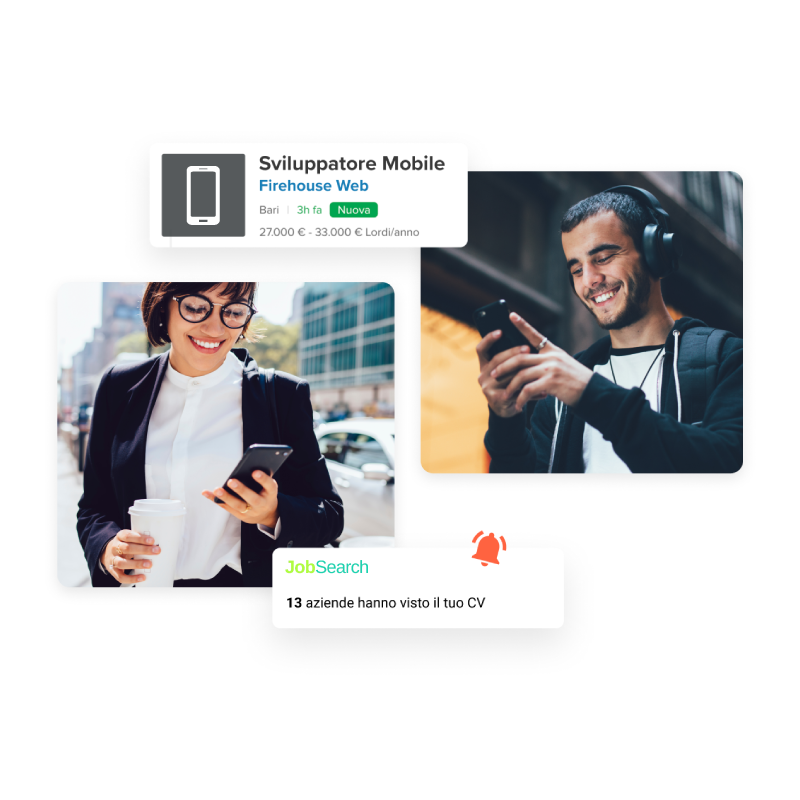 Sviluppatore Mobile
Firehouse Web
Bari | 3h fa Nuova
27.000 € - 33.000 € Lordi/anno
JobSearch
13 aziende hanno visto il tuo CV